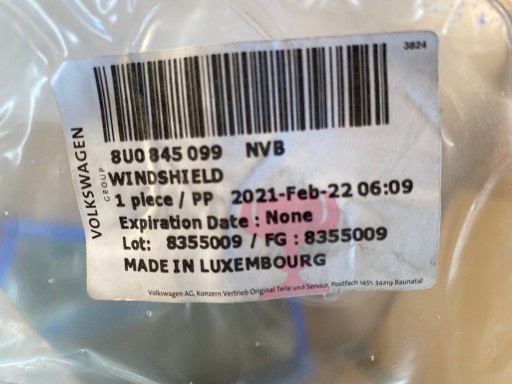 3824
VOLKSWAGEN
GROUP
8U0 845 099 NVB
WINDSHIELD
1 piece / PP 2021-Feb-22 06:09
Expiration Date : None
Lot: 8355009 / FG : 8355009
MADE IN LUXEMBOURG
Volkswagen AG, Konzern Vertrieb Original Teile und Service, Postfach 1451, 34219 Baunatal